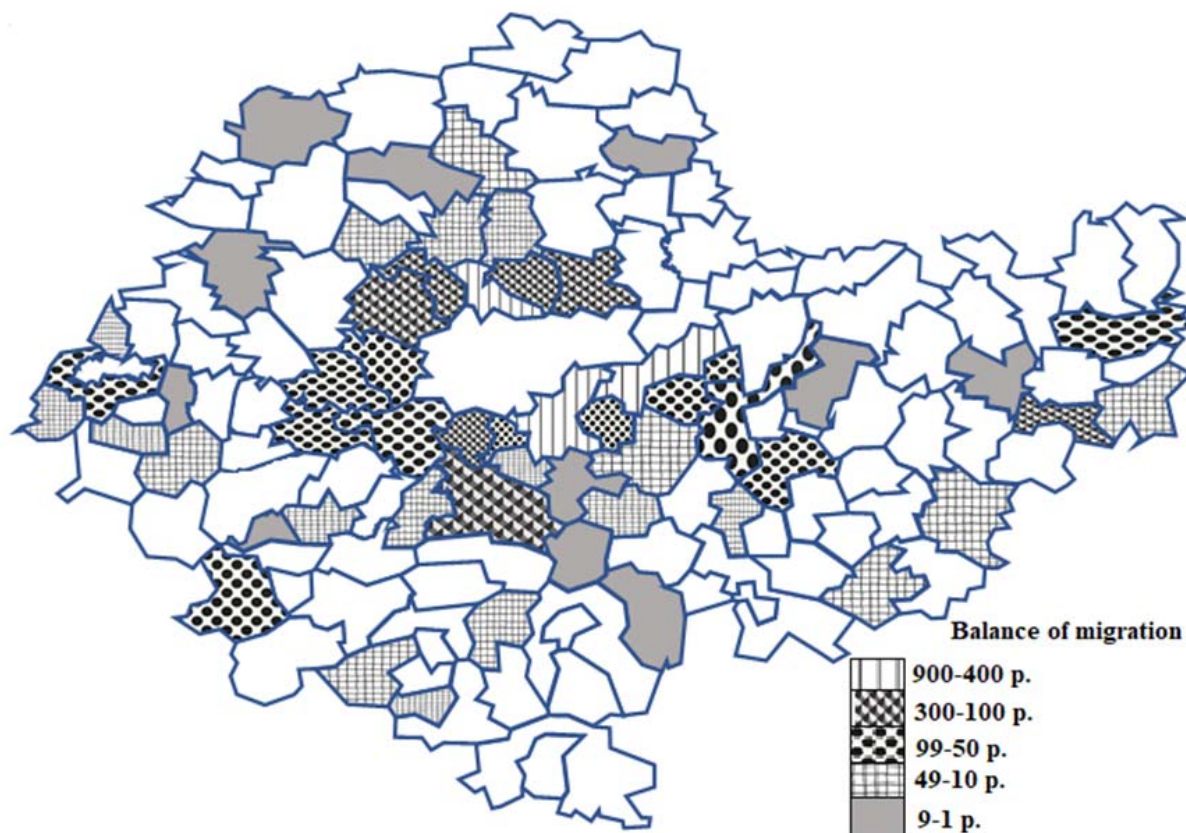 Balance of migration
900-400 p.
300-100 p.
99-50 p.
49-10 p.
9-1 p.